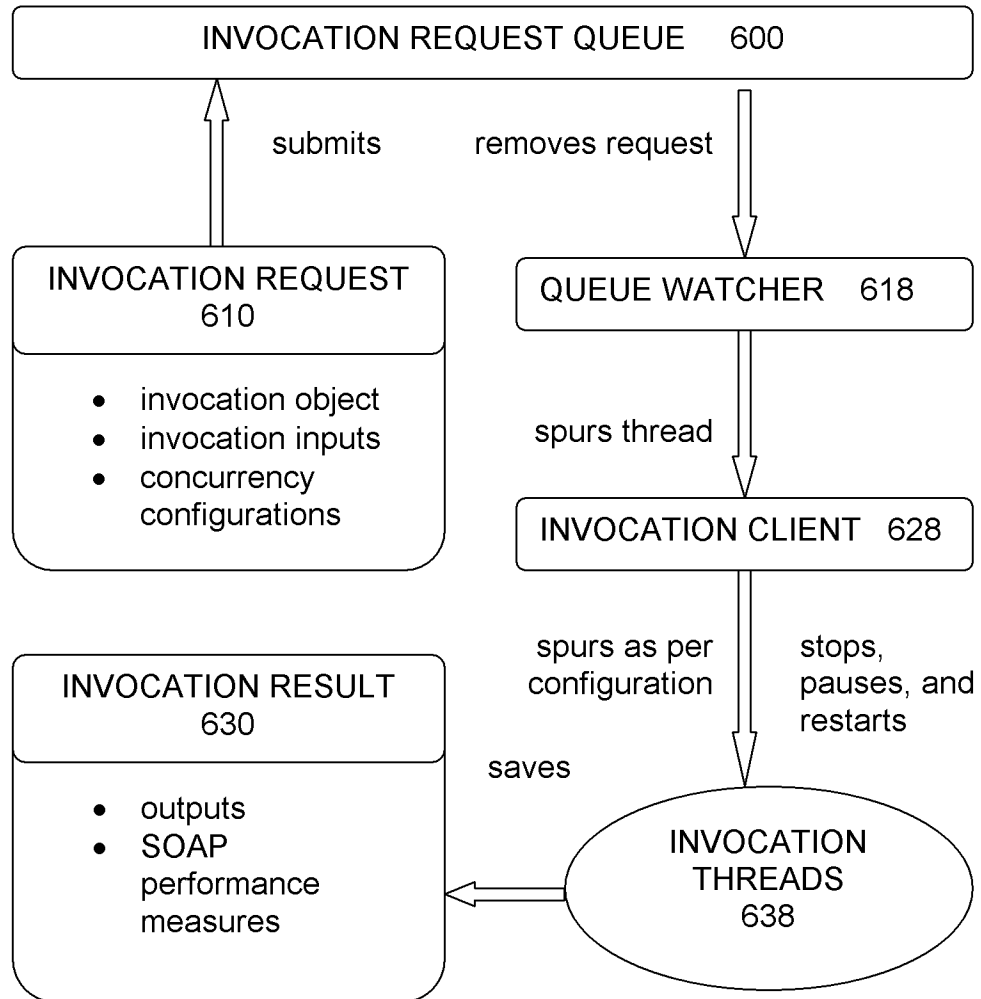 INVOCATION REQUEST QUEUE 600
submits
removes request
INVOCATION REQUEST
610
• invocation object
• invocation inputs
• concurrency
configurations
QUEUE WATCHER 618
spurs thread
INVOCATION CLIENT 628
spurs as per
configuration
stops,
pauses, and
restarts
INVOCATION RESULT
630
• outputs
• SOAP
performance
measures
saves
INVOCATION
THREADS
638